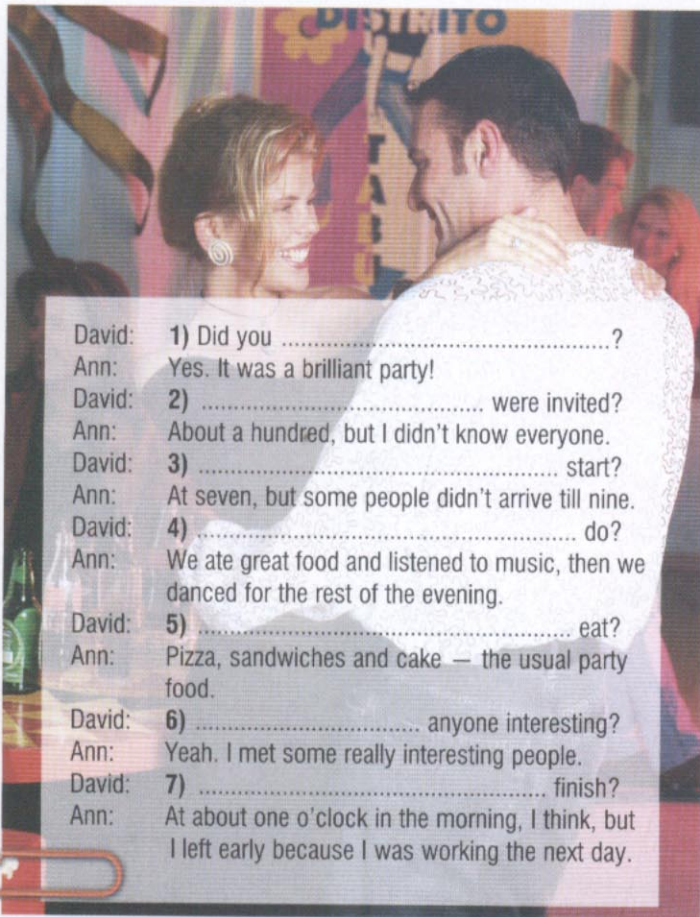 DISTRITO
TABU
David: 1) Did you ................................................?
Ann: Yes. It was a brilliant party!
David: 2) .......................................... were invited?
Ann: About a hundred, but I didn't know everyone.
David: 3) ..................................................... start?
Ann: At seven, but some people didn't arrive till nine.
David: 4) ........................................................ do?
Ann: We ate great food and listened to music, then we
danced for the rest of the evening.
David: 5) ........................................................ eat?
Ann: Pizza, sandwiches and cake — the usual party
food.
David: 6) ................................. anyone interesting?
Ann: Yeah. I met some really interesting people.
David: 7) .................................................... finish?
Ann: At about one o'clock in the morning, I think, but
I left early because I was working the next day.